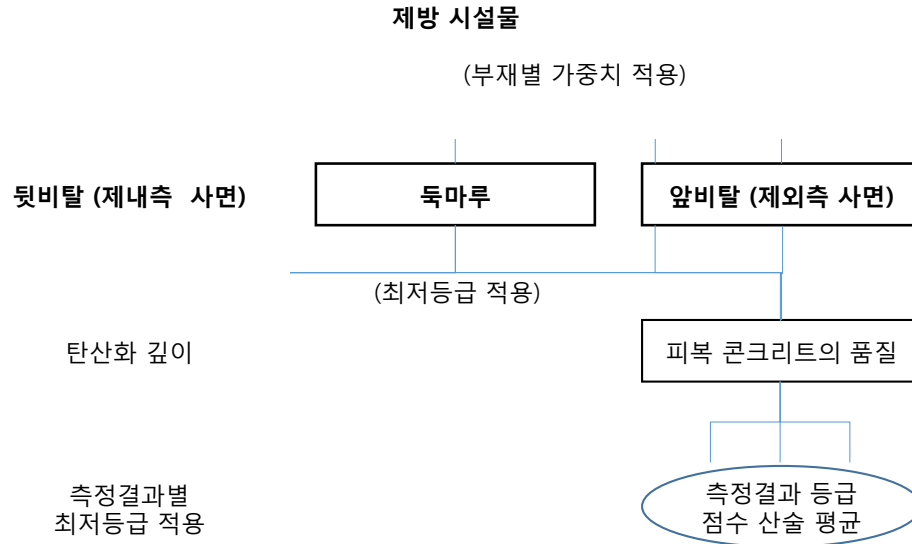 제방 시설물
(부재별 가중치 적용)
뒷비탈 (제내측 사면)
둑마루
앞비탈 (제외측 사면)
(최저등급 적용)
탄산화 깊이
피복 콘크리트의 품질
측정결과별
최저등급 적용
측정결과 등급
점수 산술 평균